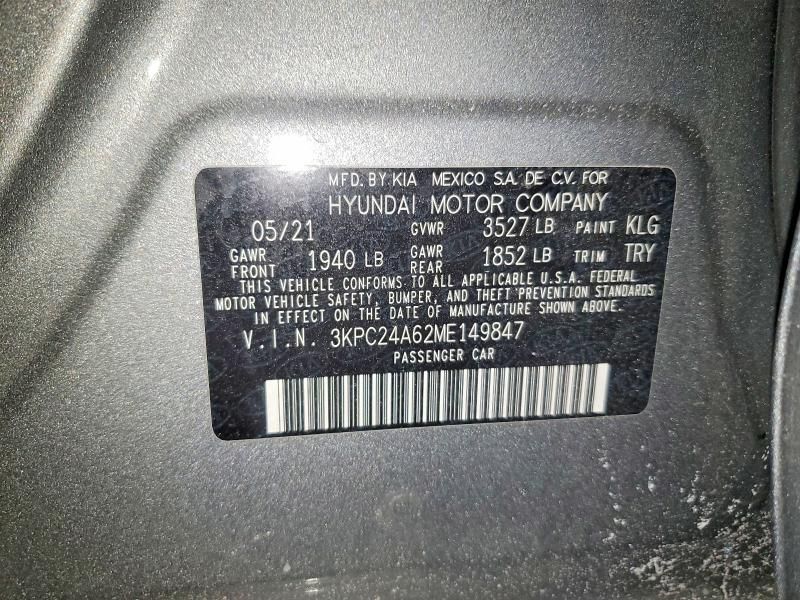 MFD. BY KIA MEXICO S.A. DE C.V. FOR
HYUNDAI MOTOR COMPANY
05/21 GVWR 3527 LB PAINT KLG
GAWR FRONT 1940 LB GAWR REAR 1852 LB TRIM TRY
THIS VEHICLE CONFORMS TO ALL APPLICABLE U.S.A. FEDERAL
MOTOR VEHICLE SAFETY, BUMPER, AND THEFT PREVENTION STANDARDS
IN EFFECT ON THE DATE OF MANUFACTURE SHOWN ABOVE.
V.I.N. 3KPC24A62ME149847
PASSENGER CAR